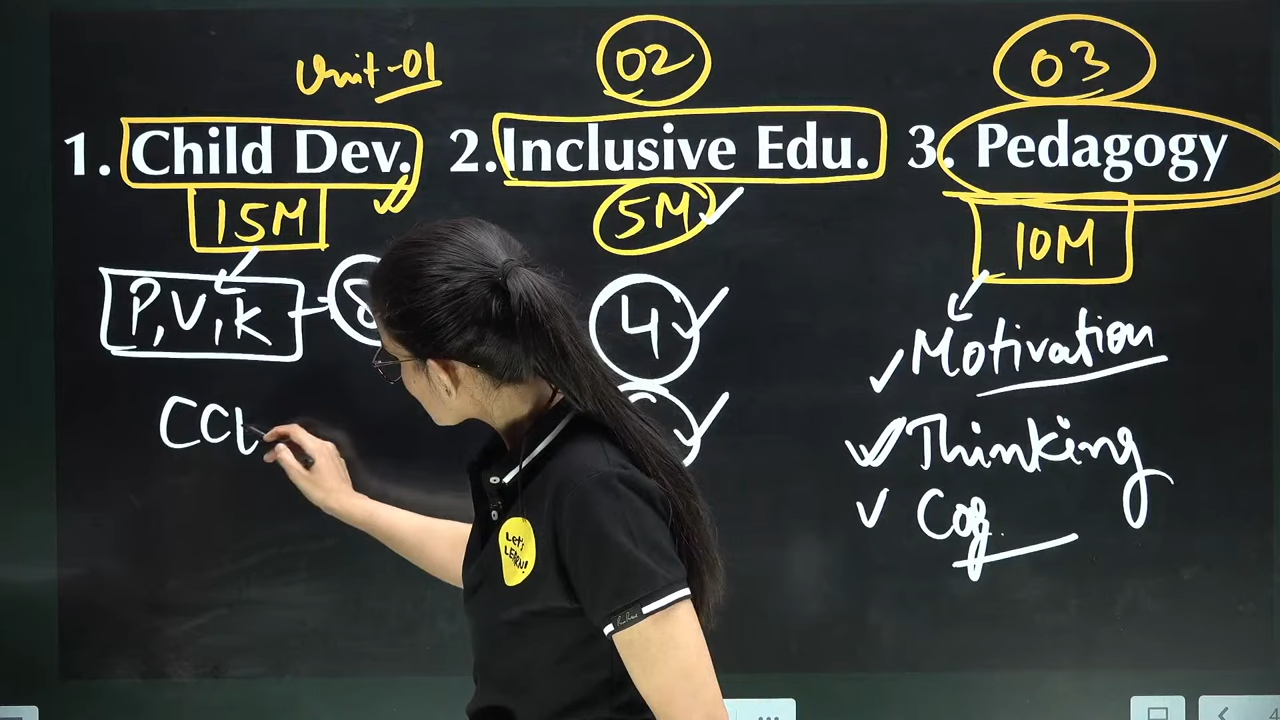 Unit-01
02
03
1. Child Dev. 2. Inclusive Edu. 3. Pedagogy
15M
5M
10M
P, V, K
4
Motivation
Thinking
Cog.
CC
Let's
LEARN!